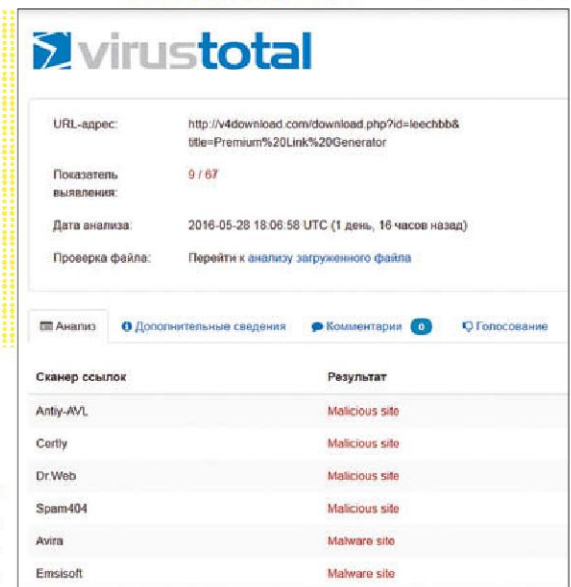 virustotal
URL-адрес: http://v4download.com/download.php?id=leechbb&
title=Premium%20Link%20Generator
Показатель
выявления: 9 / 67
Дата анализа: 2016-05-28 18:06:58 UTC (1 день, 16 часов назад)
Проверка файла: Перейти к анализу загруженного файла
Анализ Дополнительные сведения Комментарии 0 Голосование
Сканер ссылок Результат
Antiy-AVL Malicious site
Certly Malicious site
Dr.Web Malicious site
Spam404 Malicious site
Avira Malware site
Emsisoft Malware site